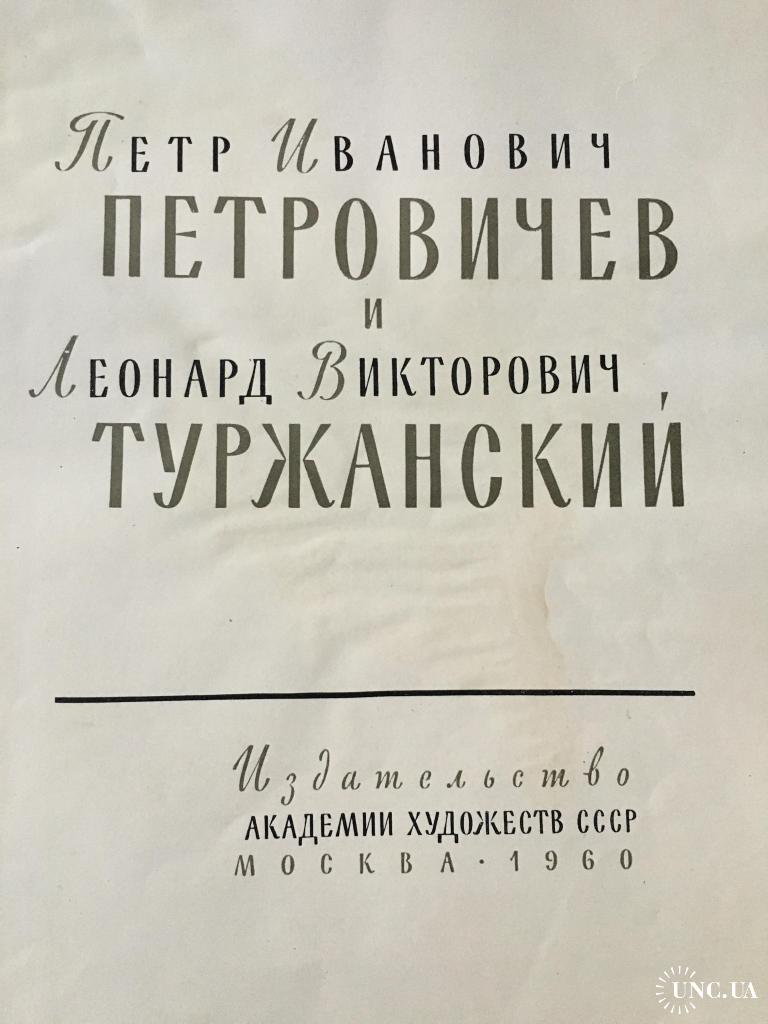 Петр Иванович
ПЕТРОВИЧЕВ
И
Леонард Викторович
ТУРЖАНСКИЙ
Издательство
АКАДЕМИИ ХУДОЖЕСТВ СССР
МОСКВА · 1960
UNC.UA